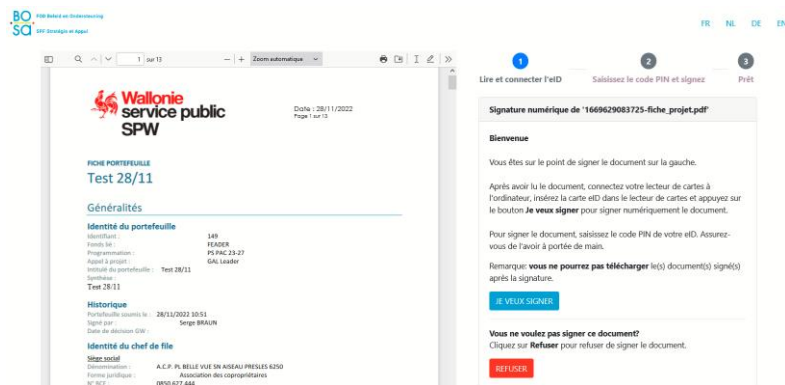 BO
SQ
FOD Beleid en Ondersteuning
SPF Stratégie et Appui
FR NL DE EN
1 sur 13
Zoom automatique
Wallonie
service public
SPW
Date : 28/11/2022
Page 1 sur 13
FICHE PORTEFEUILLE
Test 28/11
Généralités
Identité du portefeuille
Identifiant : 149
Fonds lié : FEADER
Programmation : PS PAC 23-27
Appel à projet : GAL Leader
Intitulé du portefeuille : Test 28/11
Synthèse :
Test 28/11
Historique
Portefeuille soumis le : 28/11/2022 10:51
Signé par : Serge BRAUN
Date de décision GW :
Identité du chef de file
Siège social
Dénomination : A.C.P. PL BELLE VUE SN AISEAU PRESLES 6250
Forme juridique : Association des copropriétaires
N° BCE : 0850.627.444
1 2 3
Lire et connecter l'eID Saisissez le code PIN et signez Prêt
Signature numérique de '1669629083725-fiche_projet.pdf'
Bienvenue
Vous êtes sur le point de signer le document sur la gauche.
Après avoir lu le document, connectez votre lecteur de cartes à
l'ordinateur, insérez la carte eID dans le lecteur de cartes et appuyez sur
le bouton Je veux signer pour signer numériquement le document.
Pour signer le document, saisissez le code PIN de votre eID. Assurez-
vous de l'avoir à portée de main.
Remarque: vous ne pourrez pas télécharger le(s) document(s) signé(s)
après la signature.
JE VEUX SIGNER
Vous ne voulez pas signer ce document?
Cliquez sur Refuser pour refuser de signer le document.
REFUSER